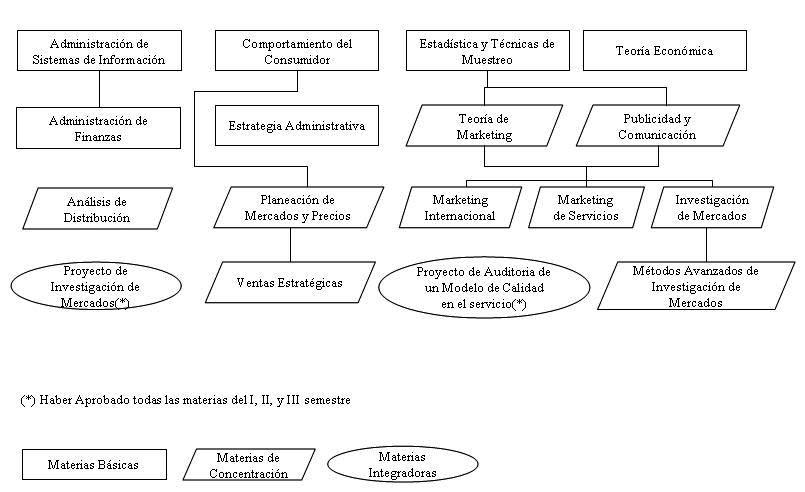 Administración de
Sistemas de Información
Comportamiento del
Consumidor
Estadística y Técnicas de
Muestreo
Teoría Económica
Administración de
Finanzas
Estrategia Administrativa
Teoría de
Marketing
Publicidad y
Comunicación
Análisis de
Distribución
Planeación de
Mercados y Precios
Marketing
Internacional
Marketing
de Servicios
Investigación
de Mercados
Proyecto de
Investigación de
Mercados(*)
Ventas Estratégicas
Proyecto de Auditoria de
un Modelo de Calidad
en el servicio(*)
Métodos Avanzados de
Investigación de
Mercados
(*) Haber Aprobado todas las materias del I, II, y III semestre
Materias Básicas
Materias de
Concentración
Materias
Integradoras